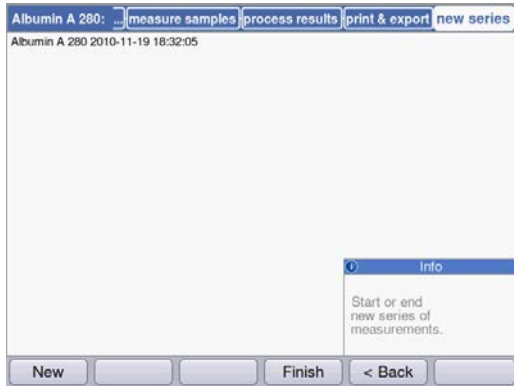 Albumin A 280: ... measure samples process results print & export new series
Albumin A 280 2010-11-19 18:32:05
Info
Start or end
new series of
measurements.
New Finish < Back